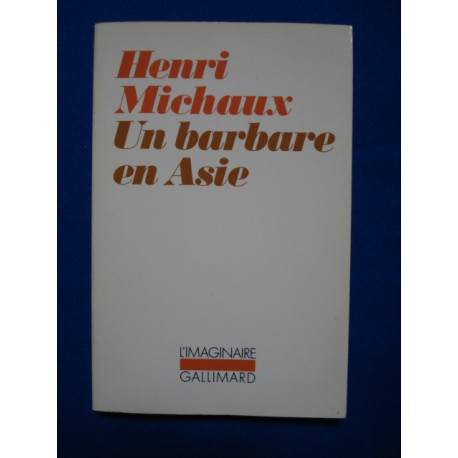 Henri
Michaux
Un barbare
en Asie
L'IMAGINAIRE
GALLIMARD